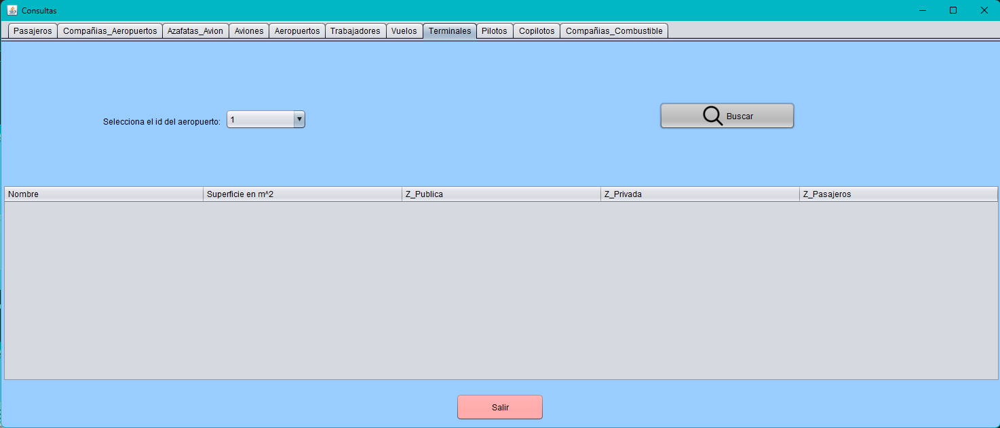 Consultas
Pasajeros Compañias_Aeropuertos Azafatas_Avion Aviones Aeropuertos Trabajadores Vuelos Terminales Pilotos Copilotos Compañias_Combustible
Selecciona el id del aeropuerto: 1 Buscar
Nombre Superficie en m^2 Z_Publica Z_Privada Z_Pasajeros
Salir